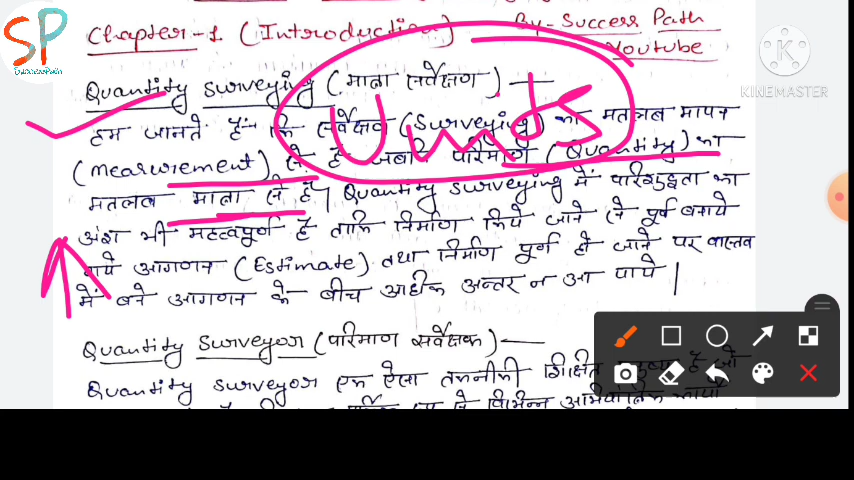 SP
SuccessPath
Chapter-1 (Introduction)
By-Success Path
Youtube
KINEMASTER
Quantity surveying (मात्रा सर्वेक्षण) —
Units
हम जानते हैं कि सर्वेक्षण (Surveying) का मतलब मापन
(measurement) से है जबकि परिमाण (Quantity) का
मतलब मात्रा से है| Quantity surveying में परिशुद्धता का
अंश भी महत्वपूर्ण है ताकि निर्माण किये जाने से पूर्व बनाये
गये आगणन (Estimate) तथा निर्माण पूर्ण हो जाने पर वास्तव
में बने आगणन के बीच अधिक अन्तर न आ पाये |
Quantity Surveyor (परिमाण सर्वेक्षक) —
Quantity surveyor एक ऐसा तकनीकी शिक्षित है जो
से विभिन्न